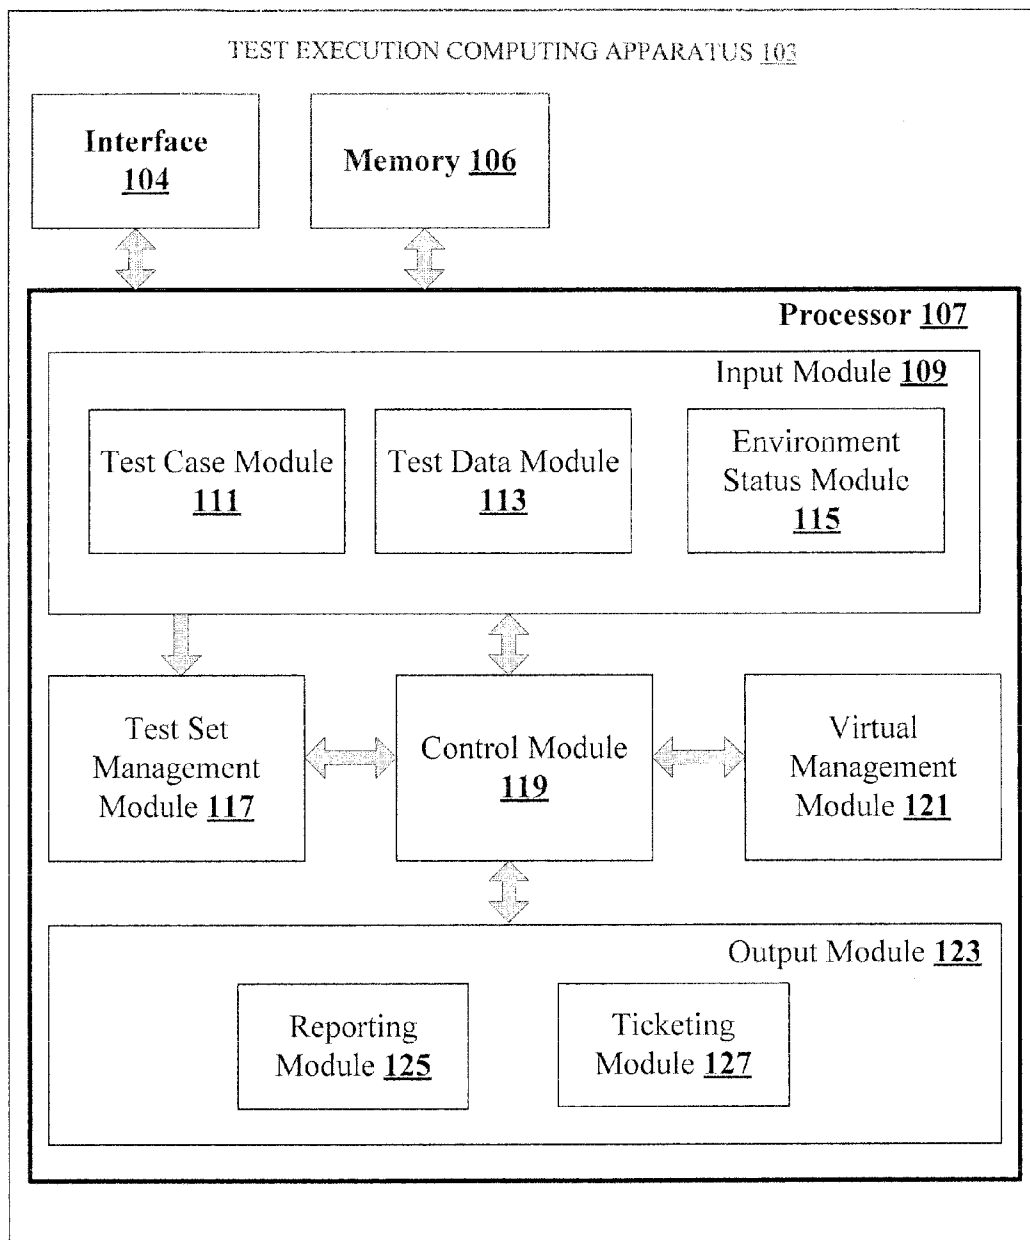 TEST EXECUTION COMPUTING APPARATUS 103
Interface
104
Memory 106
Processor 107
Input Module 109
Test Case Module
111
Test Data Module
113
Environment
Status Module
115
Test Set
Management
Module 117
Control Module
119
Virtual
Management
Module 121
Output Module 123
Reporting
Module 125
Ticketing
Module 127